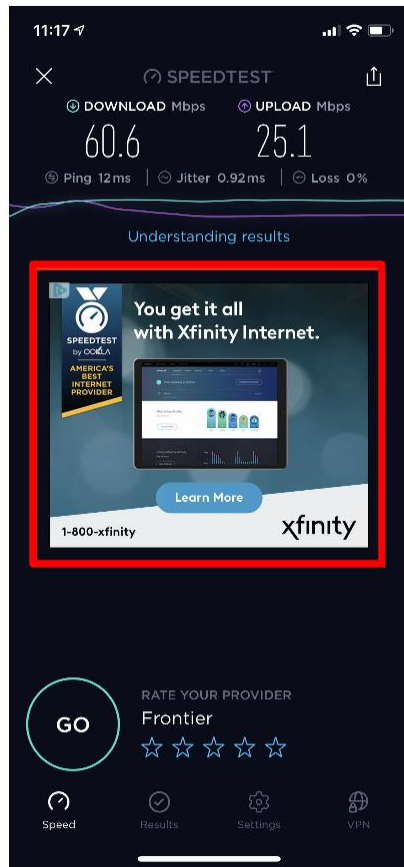 11:17
SPEEDTEST
DOWNLOAD Mbps
UPLOAD Mbps
60.6
25.1
Ping 12ms
Jitter 0.92ms
Loss 0%
Understanding results
SPEEDTEST
by OOKLA
AMERICA'S
BEST
INTERNET
PROVIDER
You get it all
with Xfinity Internet.
Learn More
1-800-xfinity
xfinity
RATE YOUR PROVIDER
GO
Frontier
Speed
Results
Settings
VPN